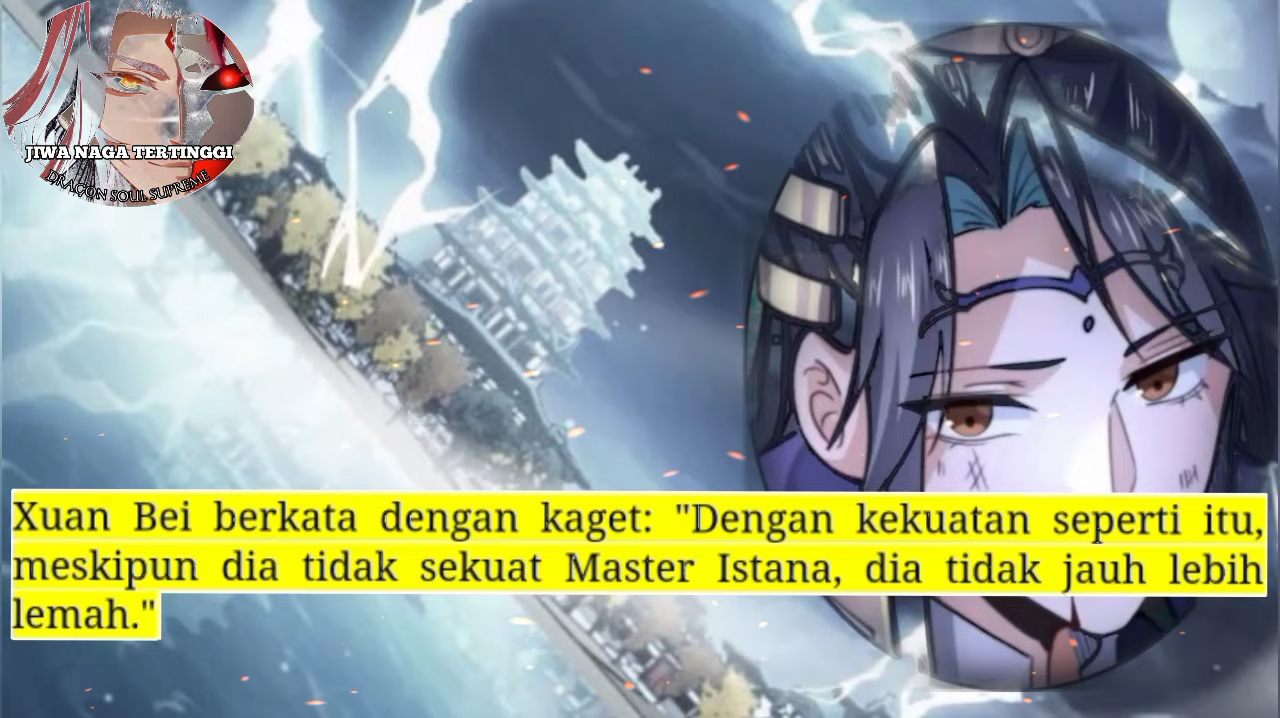 JIWA NAGA TERTINGGI
DRAGON SOUL SUPREME
Xuan Bei berkata dengan kaget: "Dengan kekuatan seperti itu,
meskipun dia tidak sekuat Master Istana, dia tidak jauh lebih
lemah."